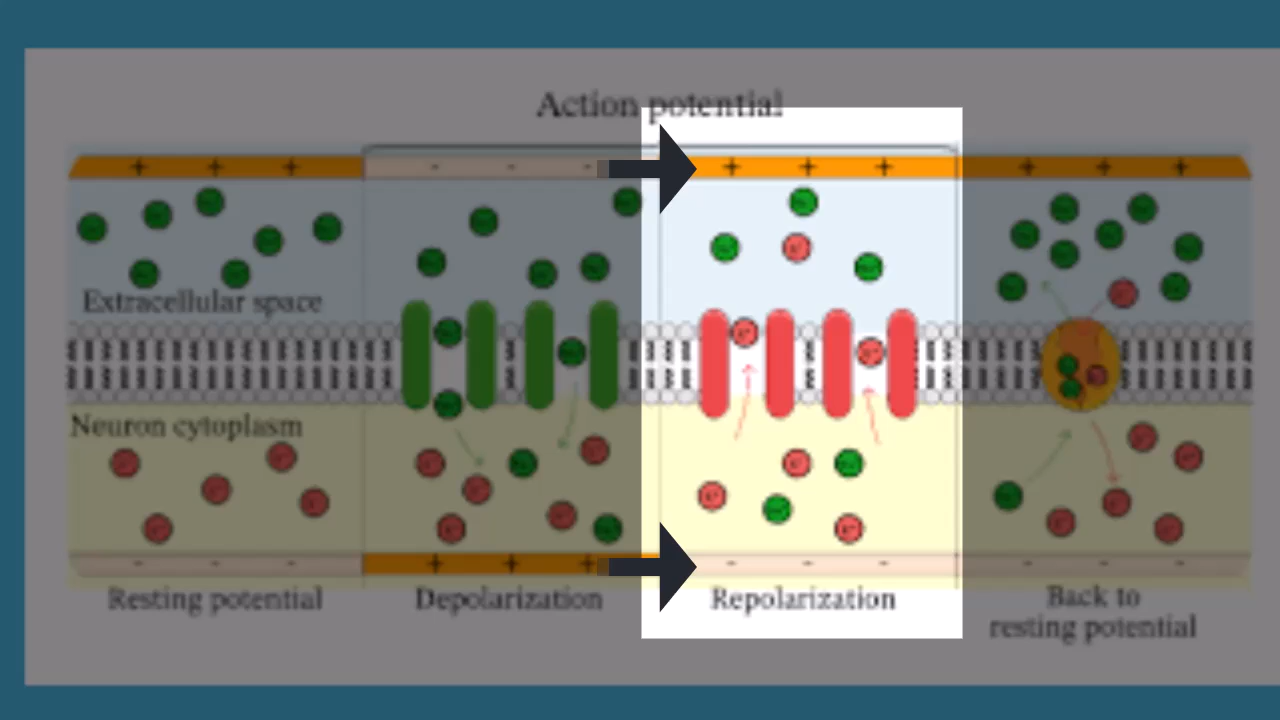 Action potential
+ + + - - - + + + + + +
Extracellular space
Neuron cytoplasm
- - - + + + - - - - - -
Resting potential Depolarization Repolarization Back to
resting potential